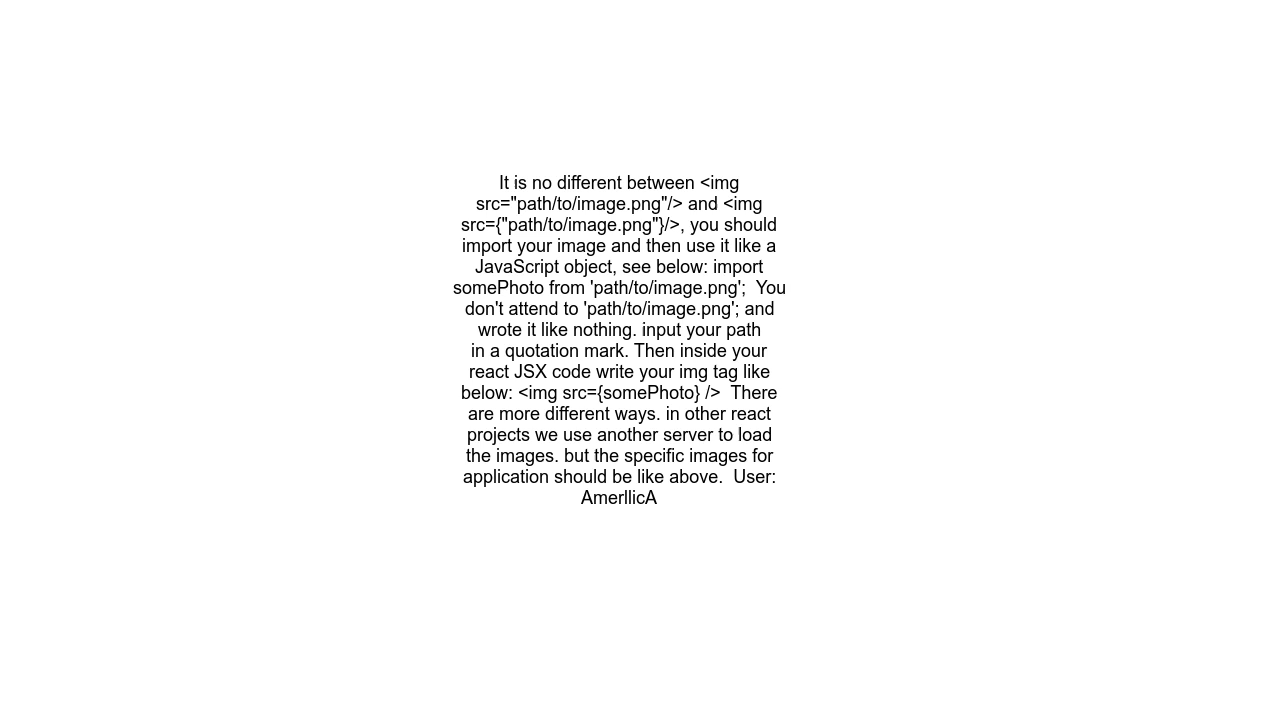 It is no different between <img
src="path/to/image.png"/> and <img
src={"path/to/image.png"}/>, you should
import your image and then use it like a
JavaScript object, see below: import
somePhoto from 'path/to/image.png';  You
don't attend to 'path/to/image.png'; and
wrote it like nothing. input your path
in a quotation mark. Then inside your
react JSX code write your img tag like
below: <img src={somePhoto} />  There
are more different ways. in other react
projects we use another server to load
the images. but the specific images for
application should be like above.  User:
AmerllicA